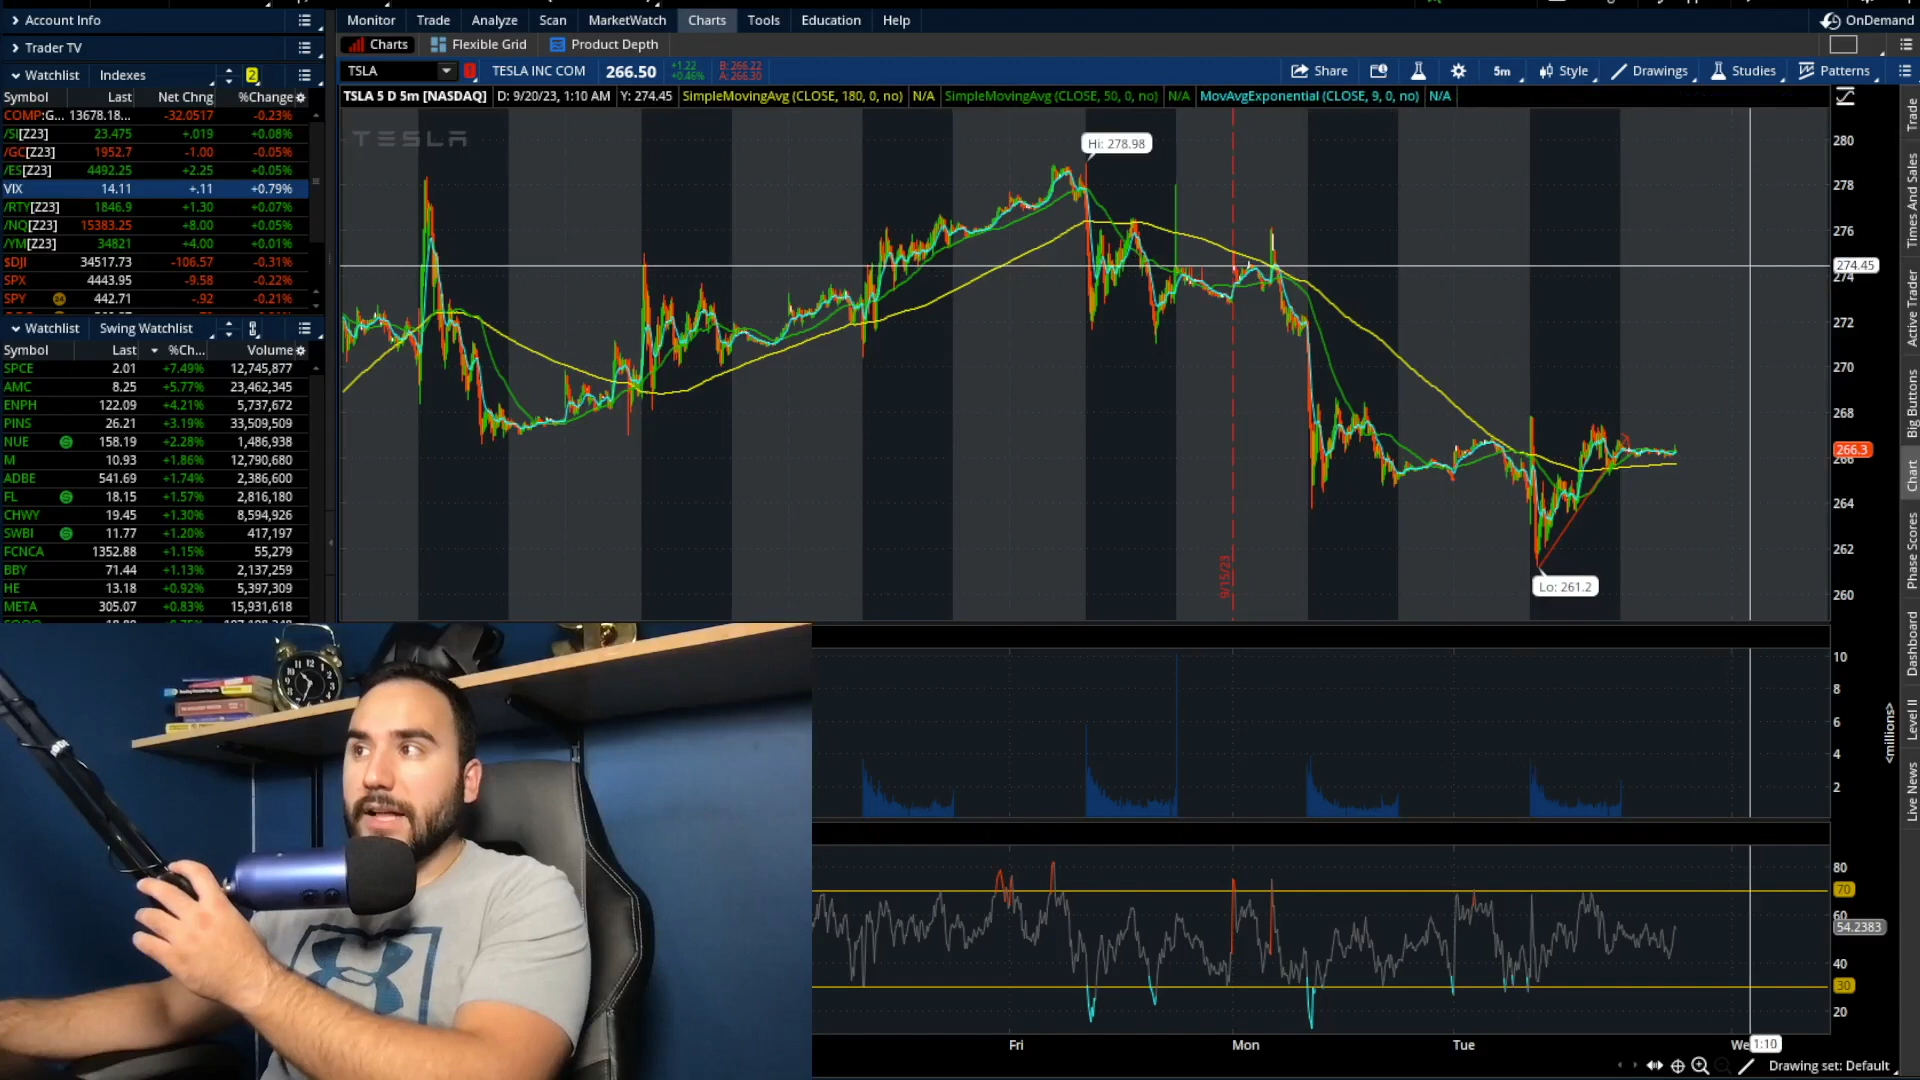 Account Info
Trader TV
Watchlist Indexes 2
Symbol Last Net Chng %Change
COMP:G... 13678.18... -32.0517 -0.23%
/SI[Z23] 23.475 +.019 +0.08%
/GC[Z23] 1952.7 -1.00 -0.05%
/ES[Z23] 4492.25 +2.25 +0.05%
VIX 14.11 +.11 +0.79%
/RTY[Z23] 1846.9 +1.30 +0.07%
/NQ[Z23] 15383.25 +8.00 +0.05%
/YM[Z23] 34821 +4.00 +0.01%
$DJI 34517.73 -106.57 -0.31%
SPX 4443.95 -9.58 -0.22%
SPY 442.71 -.92 -0.21%
Watchlist Swing Watchlist
Symbol Last %Ch... Volume
SPCE 2.01 +7.49% 12,745,877
AMC 8.25 +5.77% 23,462,345
ENPH 122.09 +4.21% 5,737,672
PINS 26.21 +3.19% 33,509,509
NUE 158.19 +2.28% 1,486,938
M 10.93 +1.86% 12,790,680
ADBE 541.69 +1.74% 2,386,600
FL 18.15 +1.57% 2,816,180
CHWY 19.45 +1.30% 8,594,926
SWBI 11.77 +1.20% 417,197
FCNCA 1352.88 +1.15% 55,279
BBY 71.44 +1.13% 2,137,259
HE 13.18 +0.92% 5,397,309
META 305.07 +0.83% 15,931,618
Monitor Trade Analyze Scan MarketWatch Charts Tools Education Help
OnDemand
Charts Flexible Grid Product Depth
TSLA TESLA INC COM 266.50 +1.22 +0.46% B: 266.22 A: 266.30 Share 5m Style Drawings Studies Patterns
TSLA 5 D 5m [NASDAQ] D: 9/20/23, 1:10 AM Y: 274.45 SimpleMovingAvg (CLOSE, 180, 0, no) N/A SimpleMovingAvg (CLOSE, 50, 0, no) N/A MovAvgExponential (CLOSE, 9, 0, no) N/A
TESLA
Hi: 278.98
9/15/23
Lo: 261.2
280
278
276
274.45
274
272
270
268
266.3
266
264
262
260
10
8
6
4
2
<millions>
80
70
60
54.2383
40
30
20
Fri Mon Tue We 1:10
Drawing set: Default
Trade
Times And Sales
Active Trader
Big Buttons
Chart
Phase Scores
Dashboard
Level II
Live News